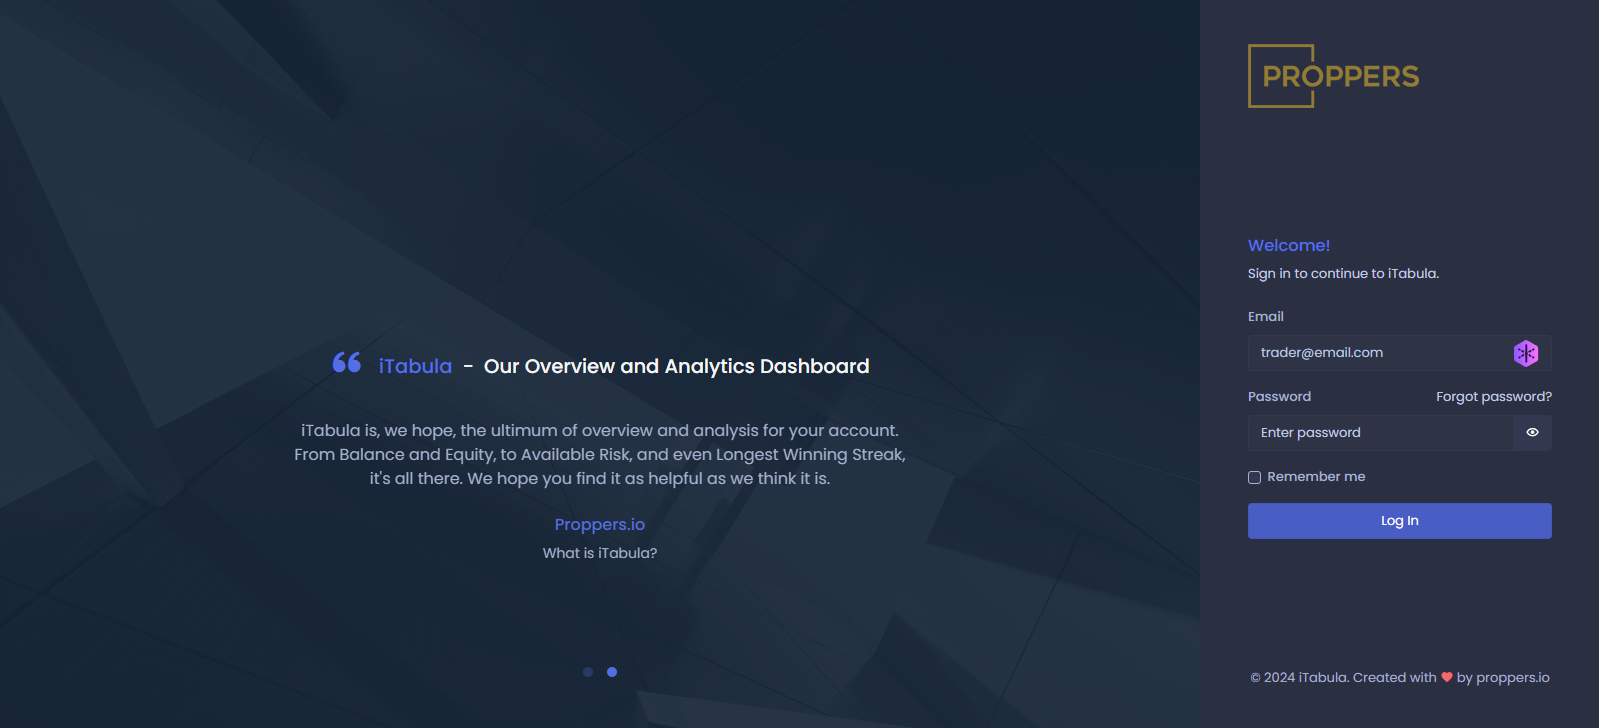 iTabula - Our Overview and Analytics Dashboard
iTabula is, we hope, the ultimum of overview and analysis for your account.
From Balance and Equity, to Available Risk, and even Longest Winning Streak,
it's all there. We hope you find it as helpful as we think it is.
Proppers.io
What is iTabula?
PROPPERS
Welcome!
Sign in to continue to iTabula.
Email
trader@email.com
Password Forgot password?
Enter password
Remember me
Log In
© 2024 iTabula. Created with ❤ by proppers.io